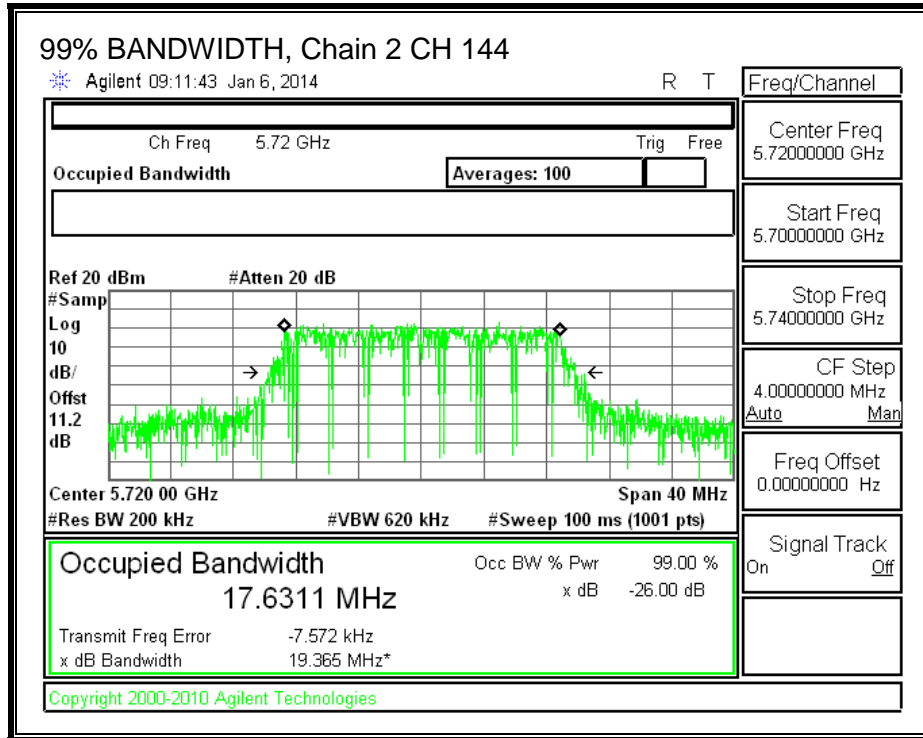 99% BANDWIDTH, Chain 2 CH 144
Agilent 09:11:43 Jan 6, 2014 R T
Freq/Channel
Ch Freq 5.72 GHz Trig Free
Occupied Bandwidth Averages: 100
Center Freq
5.72000000 GHz
Start Freq
5.70000000 GHz
Stop Freq
5.74000000 GHz
CF Step
4.00000000 MHz
Auto Man
Freq Offset
0.00000000 Hz
Signal Track
On Off
Ref 20 dBm #Atten 20 dB
#Samp
Log
10
dB/
Offst
11.2
dB
Center 5.720 00 GHz Span 40 MHz
#Res BW 200 kHz #VBW 620 kHz #Sweep 100 ms (1001 pts)
Occupied Bandwidth Occ BW % Pwr 99.00 %
17.6311 MHz x dB -26.00 dB
Transmit Freq Error -7.572 kHz
x dB Bandwidth 19.365 MHz*
Copyright 2000-2010 Agilent Technologies